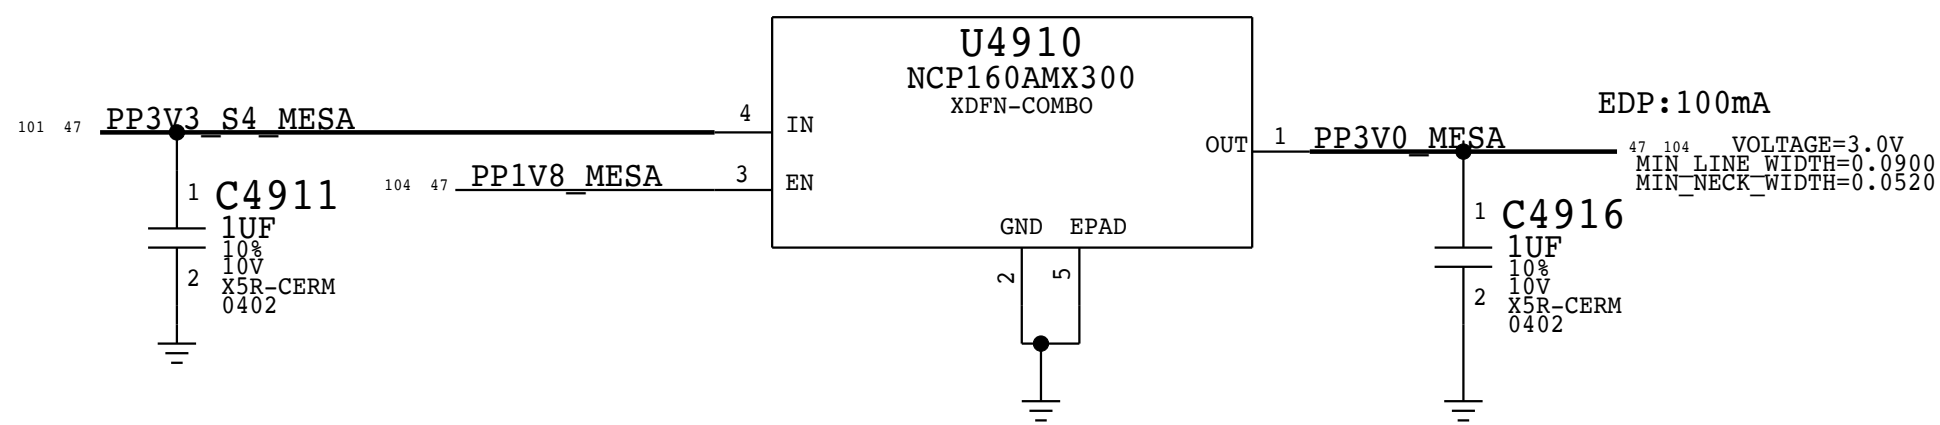 U4910
NCP160AMX300
XDFN-COMBO
101 47 PP3V3_S4_MESA
4 IN
104 47 PP1V8_MESA
3 EN
OUT 1 PP3V0_MESA
EDP:100mA
47 104 VOLTAGE=3.0V
MIN_LINE_WIDTH=0.0900
MIN_NECK_WIDTH=0.0520
GND EPAD
2 5
1 C4911
1UF
10%
10V
2 X5R-CERM
0402
1 C4916
1UF
10%
10V
2 X5R-CERM
0402